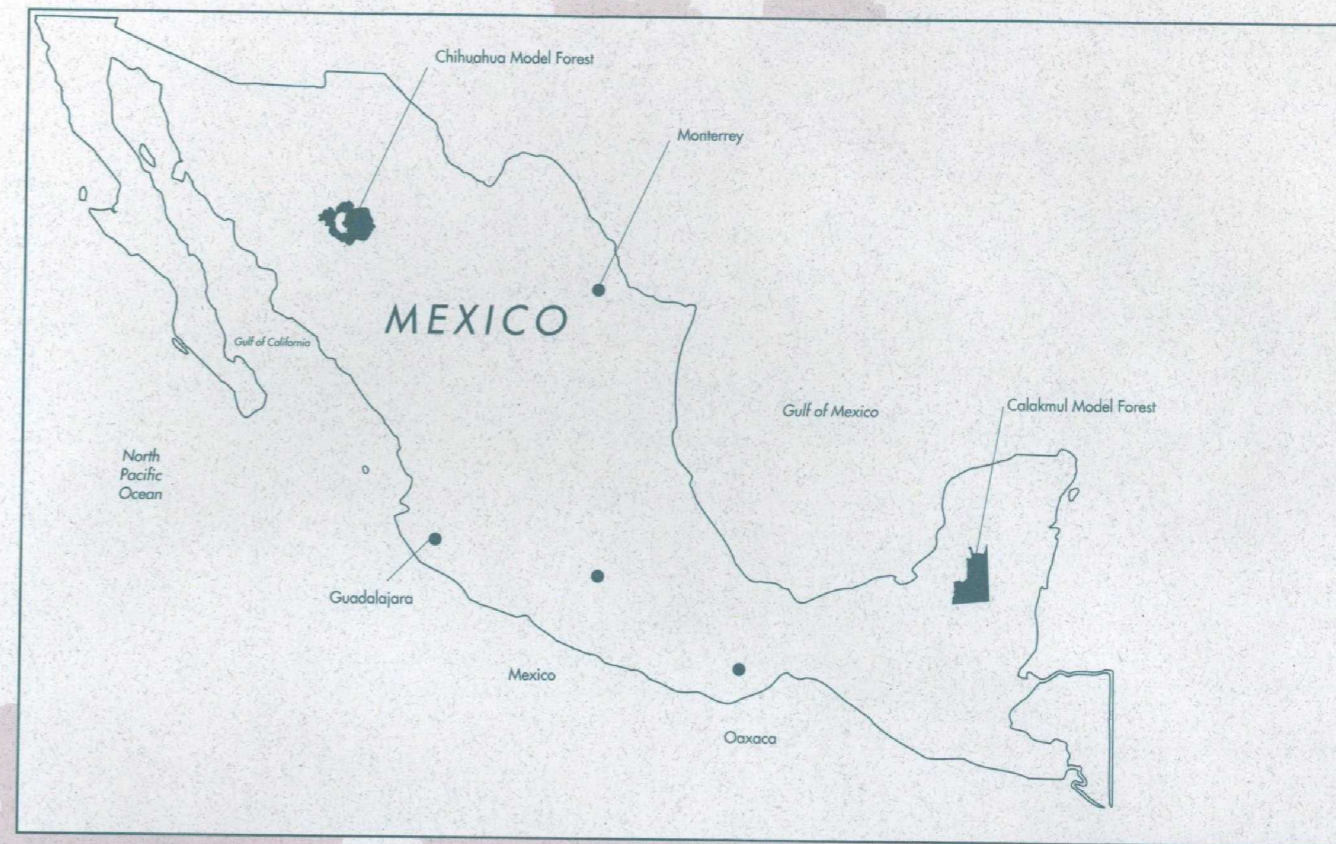 Chihuahua Model Forest
Monterrey
MEXICO
Gulf of California
Gulf of Mexico
Calakmul Model Forest
North
Pacific
Ocean
Guadalajara
Mexico
Oaxaca